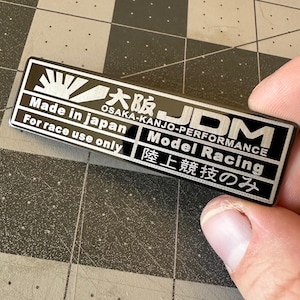 大阪 JDM
OSAKA-KANJO-PERFORMANCE
Made in japan
Model Racing
For race use only
陸上競技のみ